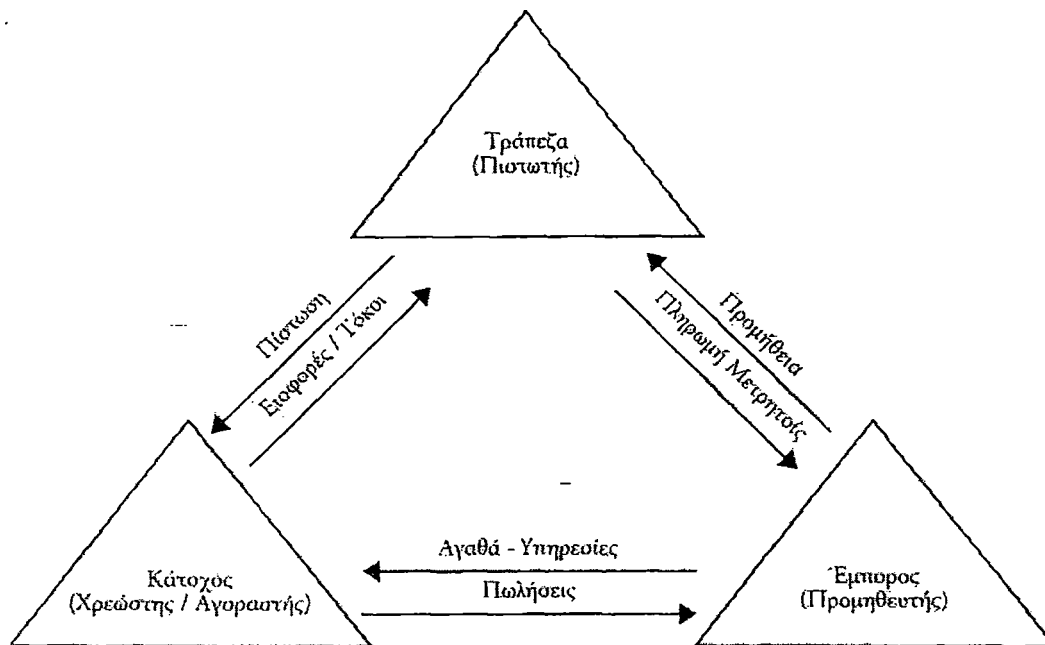 Τράπεζα
(Πιστωτής)
Πίστωση
Εισφορές / Τόκοι
Προμήθεια
Πληρωμή Μετρητοίς
Αγαθά - Υπηρεσίες
Πωλήσεις
Κάτοχος
(Χρεώστης / Αγοραστής)
Έμπορος
(Προμηθευτής)